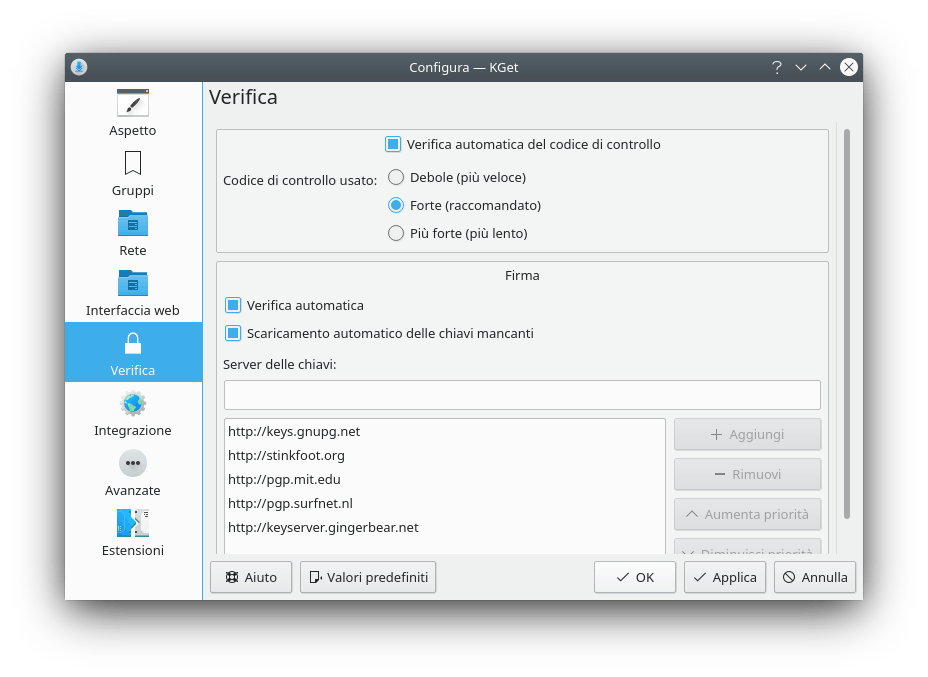 Configura — KGet
Aspetto
Gruppi
Rete
Interfaccia web
Verifica
Integrazione
Avanzate
Estensioni
Verifica
Verifica automatica del codice di controllo
Codice di controllo usato:
Debole (più veloce)
Forte (raccomandato)
Più forte (più lento)
Firma
Verifica automatica
Scaricamento automatico delle chiavi mancanti
Server delle chiavi:
http://keys.gnupg.net
http://stinkfoot.org
http://pgp.mit.edu
http://pgp.surfnet.nl
http://keyserver.gingerbear.net
Aggiungi
Rimuovi
Aumenta priorità
Diminuisci priorità
Aiuto
Valori predefiniti
OK
Applica
Annulla